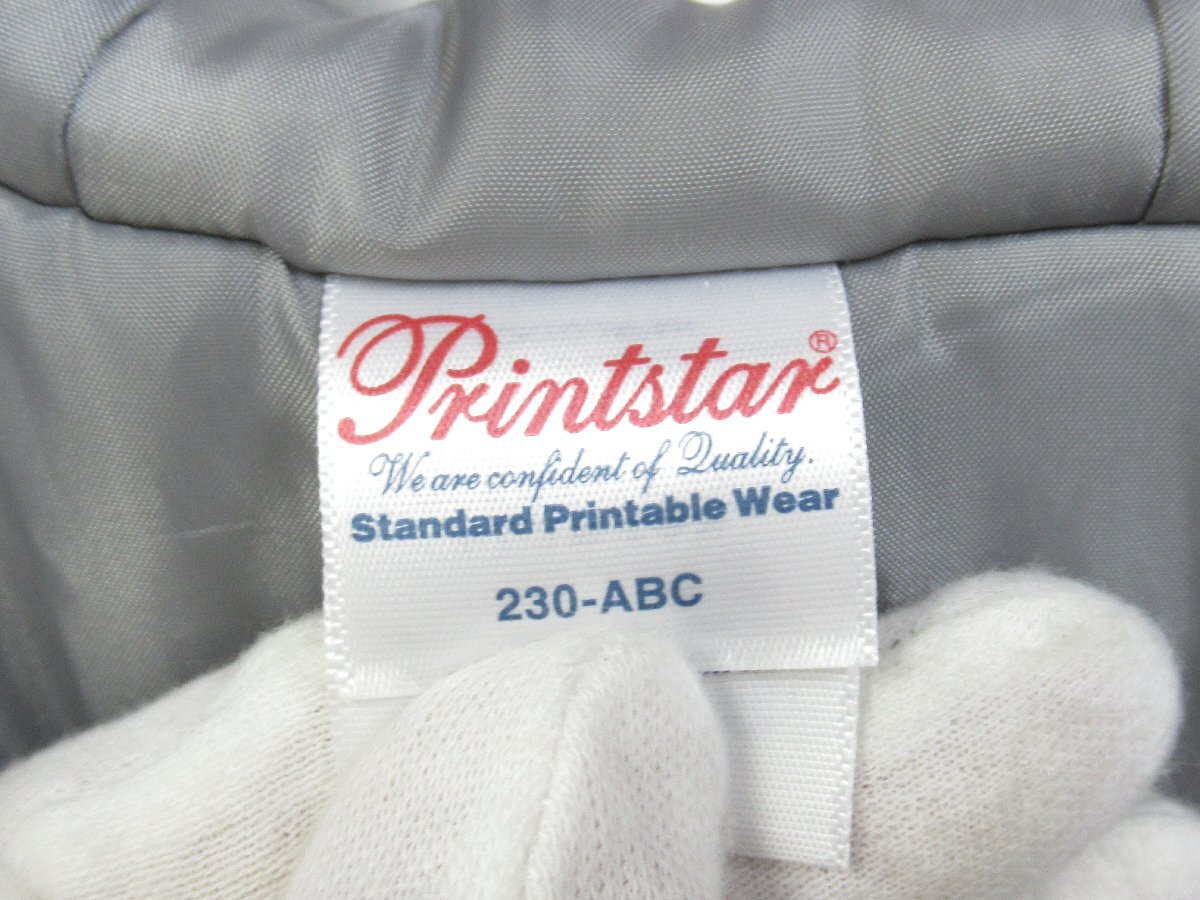 Printstar®
We are confident of Quality.
Standard Printable Wear
230-ABC